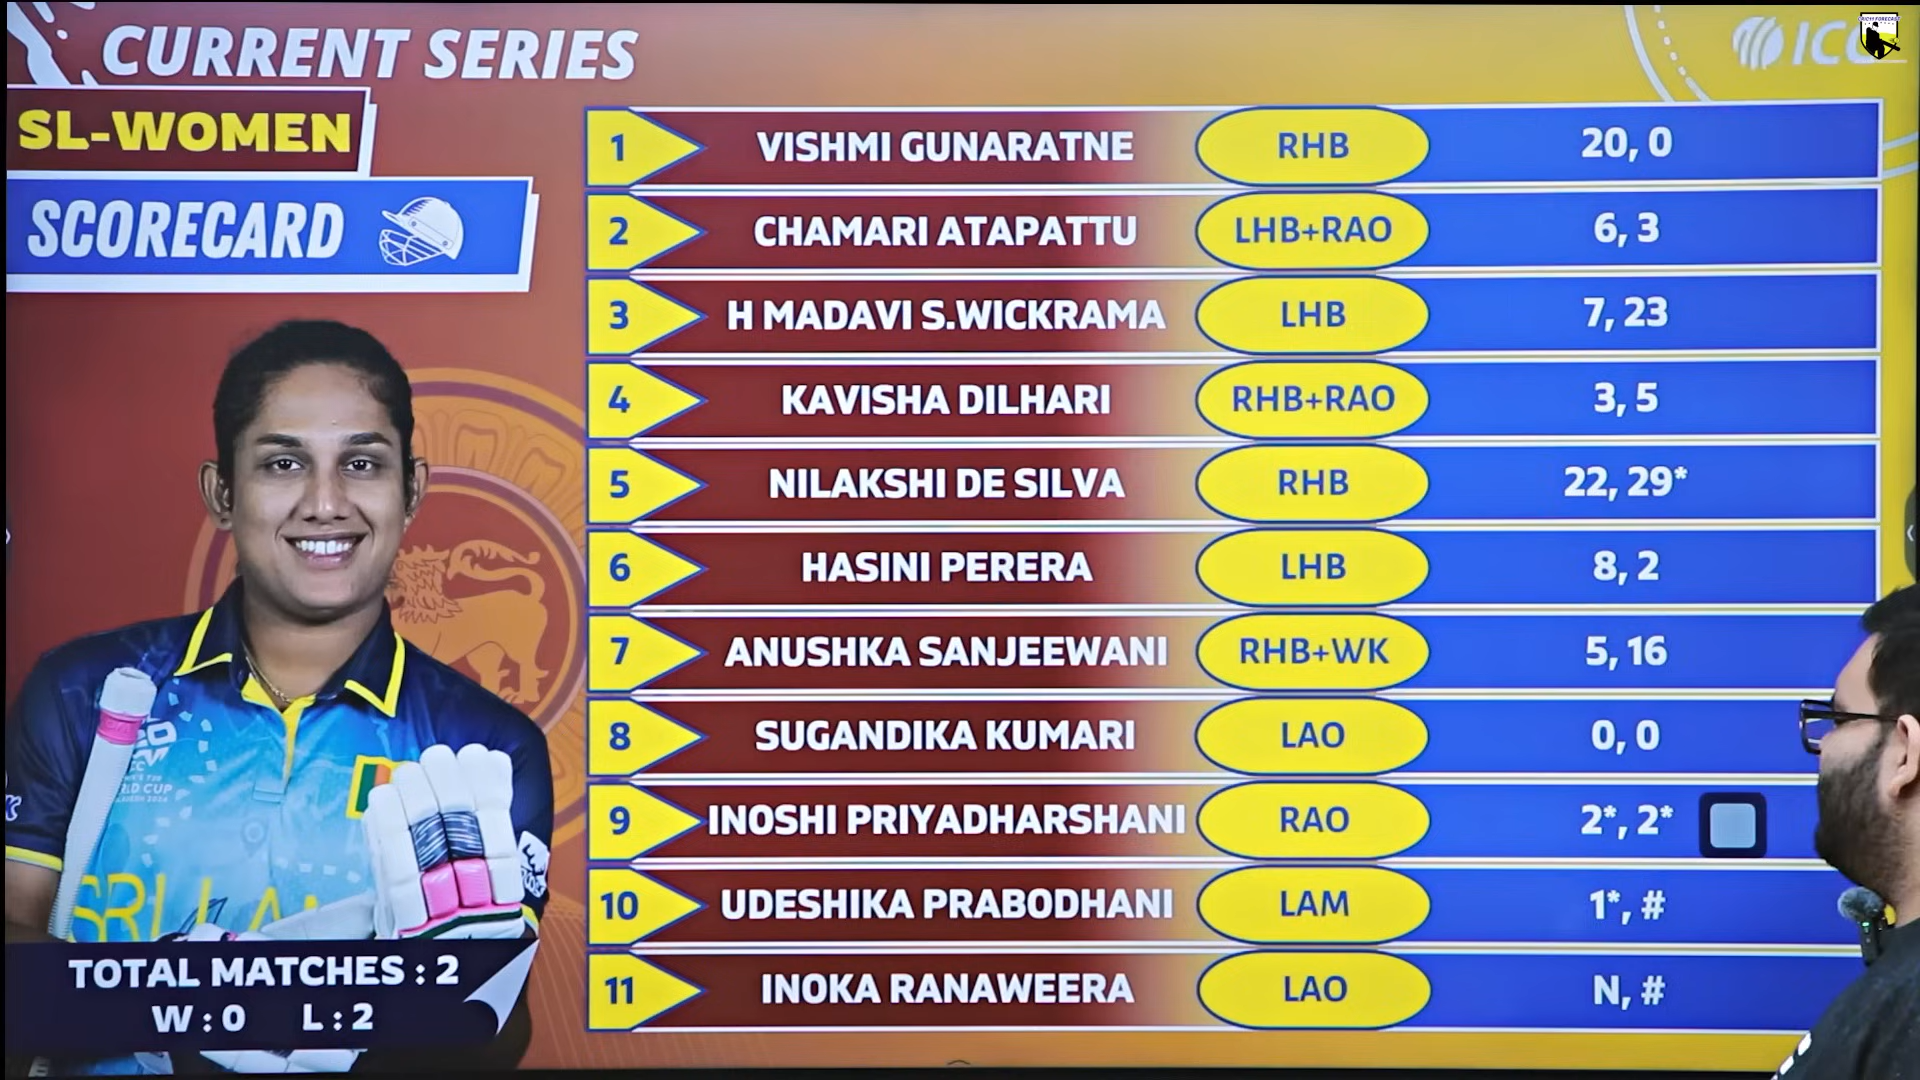 CURRENT SERIES
SL-WOMEN
SCORECARD
1 VISHMI GUNARATNE RHB 20, 0
2 CHAMARI ATAPATTU LHB+RAO 6, 3
3 H MADAVI S.WICKRAMA LHB 7, 23
4 KAVISHA DILHARI RHB+RAO 3, 5
5 NILAKSHI DE SILVA RHB 22, 29*
6 HASINI PERERA LHB 8, 2
7 ANUSHKA SANJEEWANI RHB+WK 5, 16
8 SUGANDIKA KUMARI LAO 0, 0
9 INOSHI PRIYADHARSHANI RAO 2*, 2*
10 UDESHIKA PRABODHANI LAM 1*, #
11 INOKA RANAWEERA LAO N, #
TOTAL MATCHES : 2
W : 0 L : 2